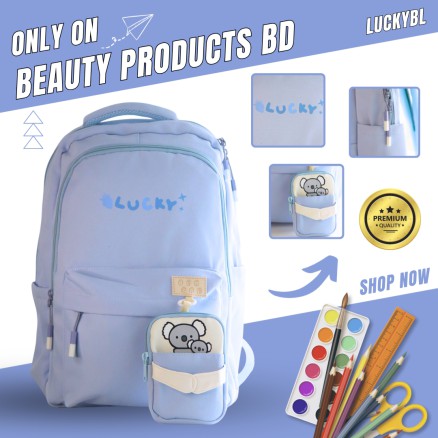 ONLY ON
BEAUTY PRODUCTS BD
LUCKYBL
LUCKY
LUCKY
PREMIUM
QUALITY
SHOP NOW